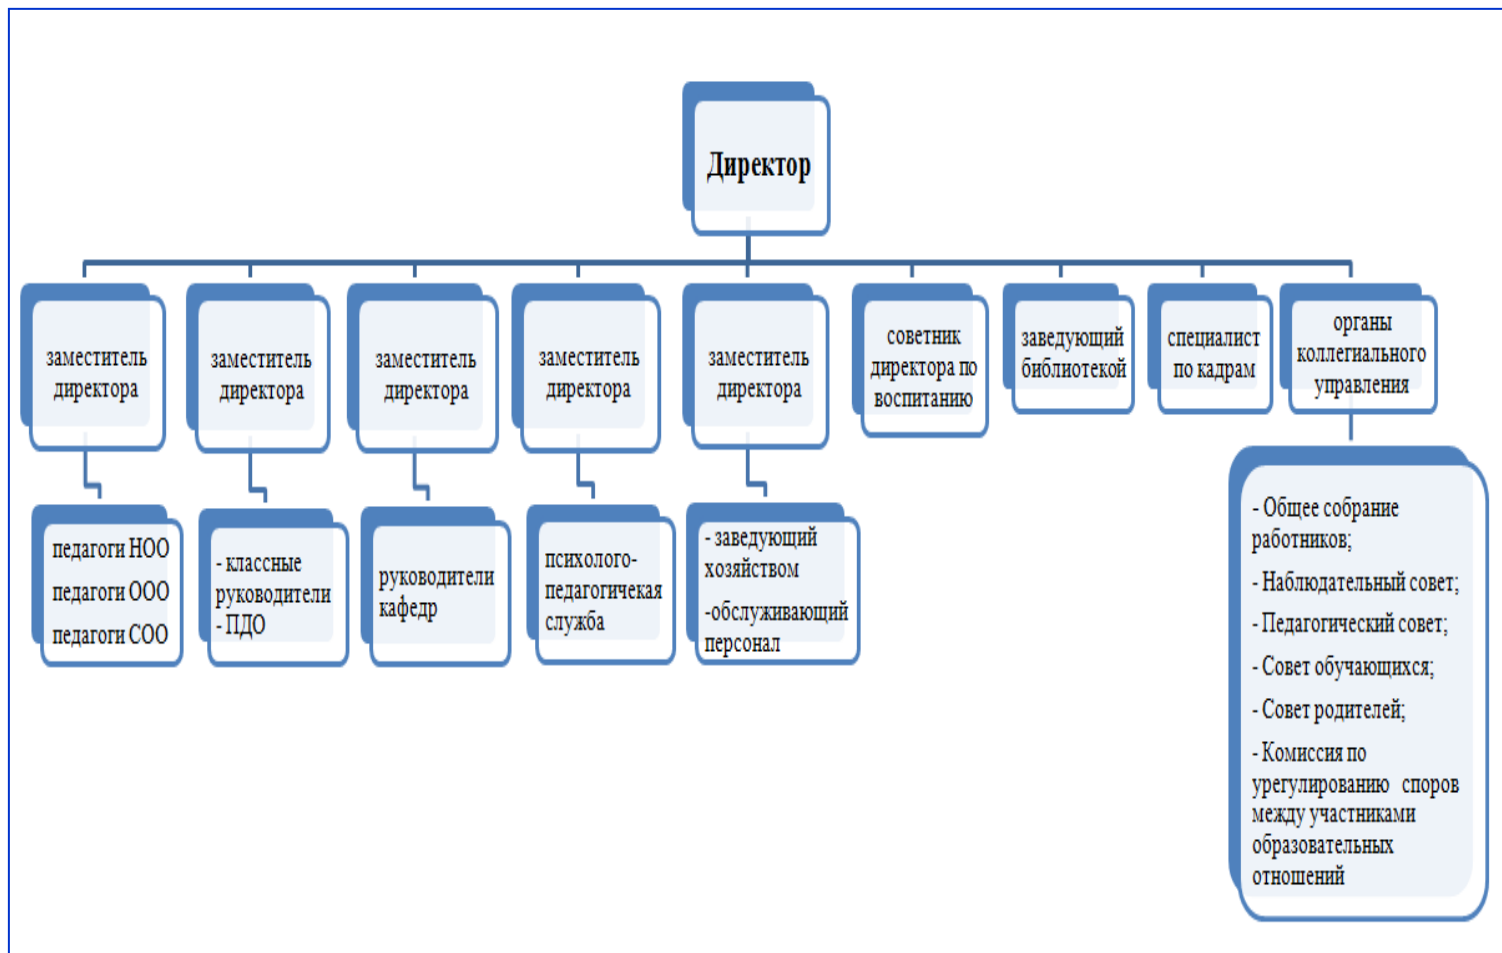 Директор
заместитель
директора
заместитель
директора
заместитель
директора
заместитель
директора
заместитель
директора
советник
директора по
воспитанию
заведующий
библиотекой
специалист
по кадрам
органы
коллегиального
управления
педагоги НОО
педагоги ООО
педагоги СОО
- классные
руководители
- ПДО
руководители
кафедр
психолого-
педагогичекая
служба
- заведующий
хозяйством
-обслуживающий
персонал
- Общее собрание
работников;
- Наблюдательный совет;
- Педагогический совет;
- Совет обучающихся;
- Совет родителей;
- Комиссия по
урегулированию споров
между участниками
образовательных
отношений